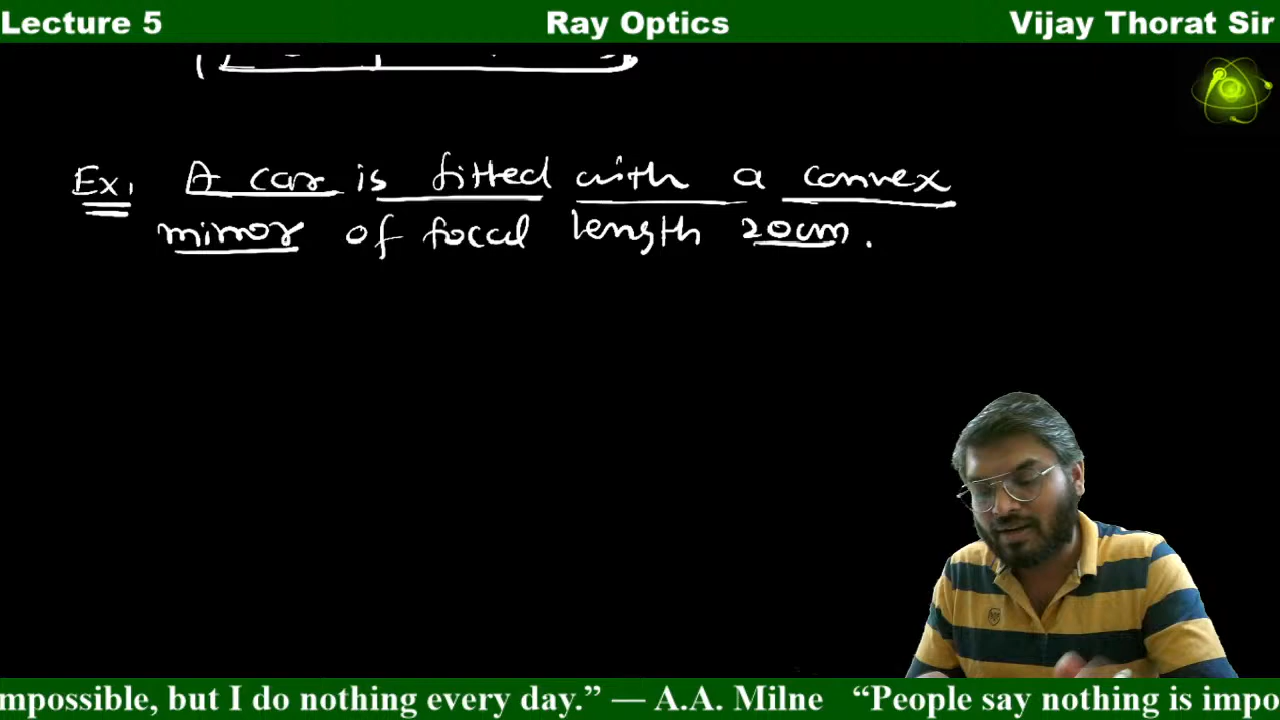 Lecture 5 Ray Optics Vijay Thorat Sir
Ex. A car is fitted with a convex
mirror of focal length 20cm.
mpossible, but I do nothing every day.” — A.A. Milne “People say nothing is impo